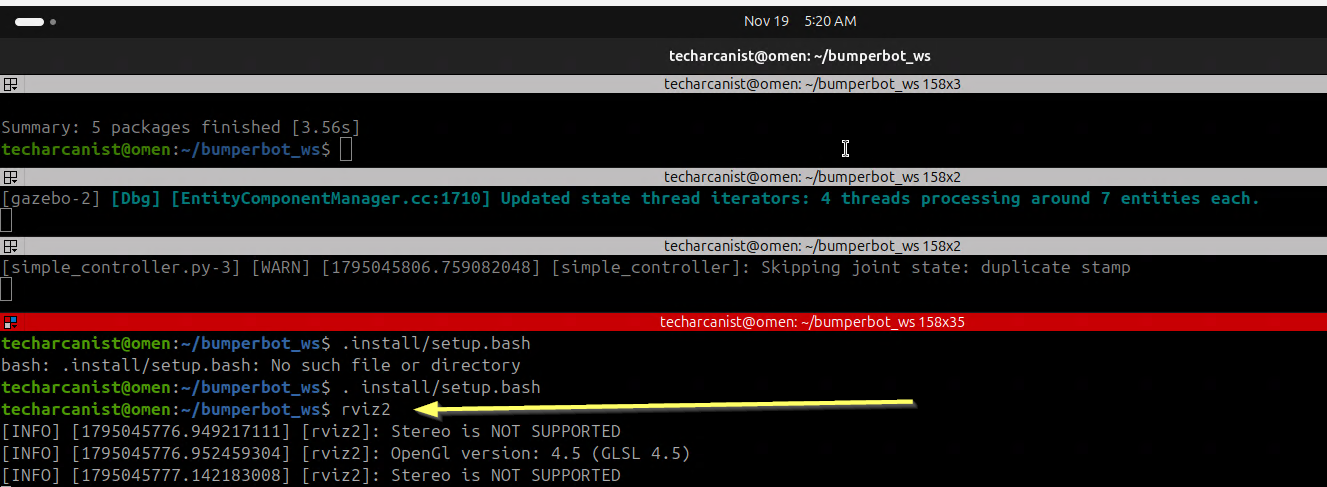 Nov 19 5:20 AM
techarcanist@omen: ~/bumperbot_ws
techarcanist@omen: ~/bumperbot_ws 158x3
Summary: 5 packages finished [3.56s]
techarcanist@omen:~/bumperbot_ws$
techarcanist@omen: ~/bumperbot_ws 158x2
[gazebo-2] [Dbg] [EntityComponentManager.cc:1710] Updated state thread iterators: 4 threads processing around 7 entities each.
techarcanist@omen: ~/bumperbot_ws 158x2
[simple_controller.py-3] [WARN] [1795045806.759082048] [simple_controller]: Skipping joint state: duplicate stamp
techarcanist@omen: ~/bumperbot_ws 158x35
techarcanist@omen:~/bumperbot_ws$ .install/setup.bash
bash: .install/setup.bash: No such file or directory
techarcanist@omen:~/bumperbot_ws$ . install/setup.bash
techarcanist@omen:~/bumperbot_ws$ rviz2
[INFO] [1795045776.949217111] [rviz2]: Stereo is NOT SUPPORTED
[INFO] [1795045776.952459304] [rviz2]: OpenGl version: 4.5 (GLSL 4.5)
[INFO] [1795045777.142183008] [rviz2]: Stereo is NOT SUPPORTED